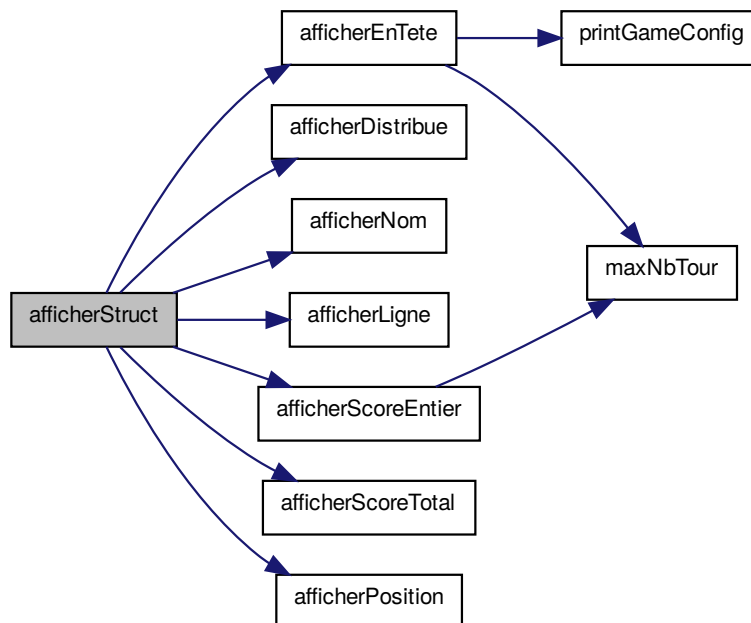 afficherEnTete
printGameConfig
afficherDistribue
afficherNom
maxNbTour
afficherStruct
afficherLigne
afficherScoreEntier
afficherScoreTotal
afficherPosition